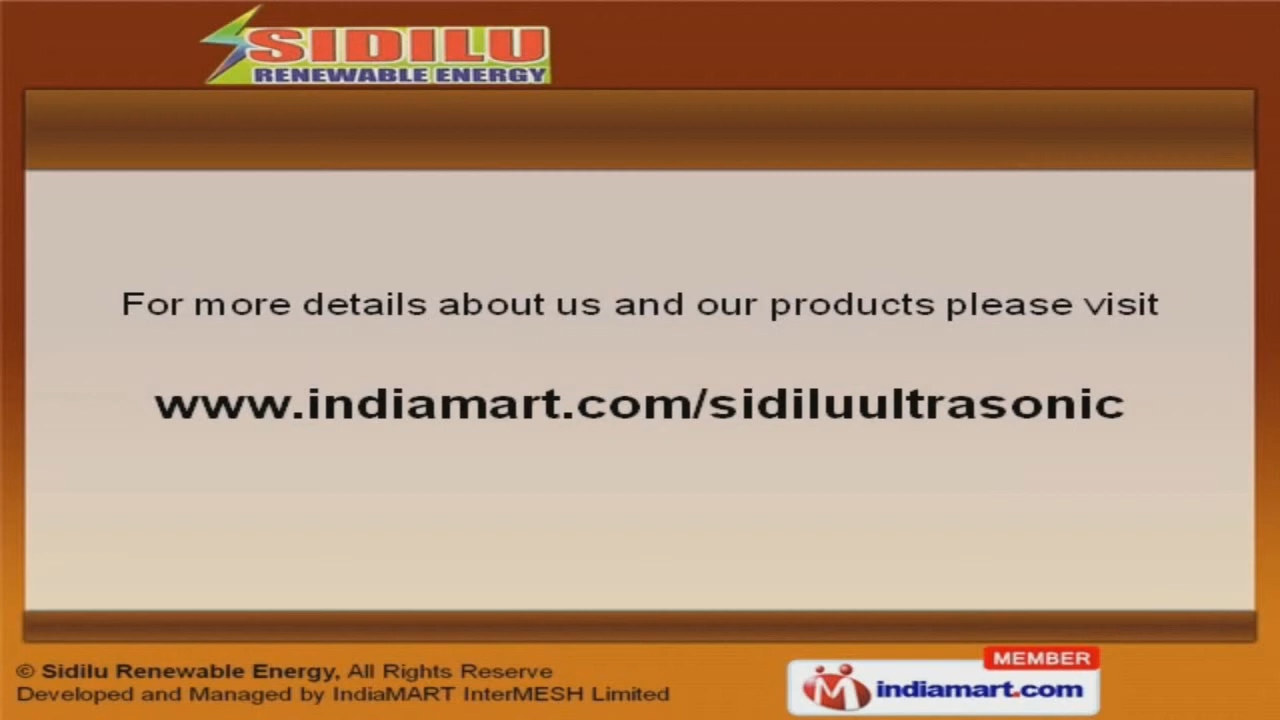 SIDILU
RENEWABLE ENERGY
For more details about us and our products please visit
www.indiamart.com/sidiluultrasonic
© Sidilu Renewable Energy, All Rights Reserve
Developed and Managed by IndiaMART InterMESH Limited
MEMBER
indiamart.com